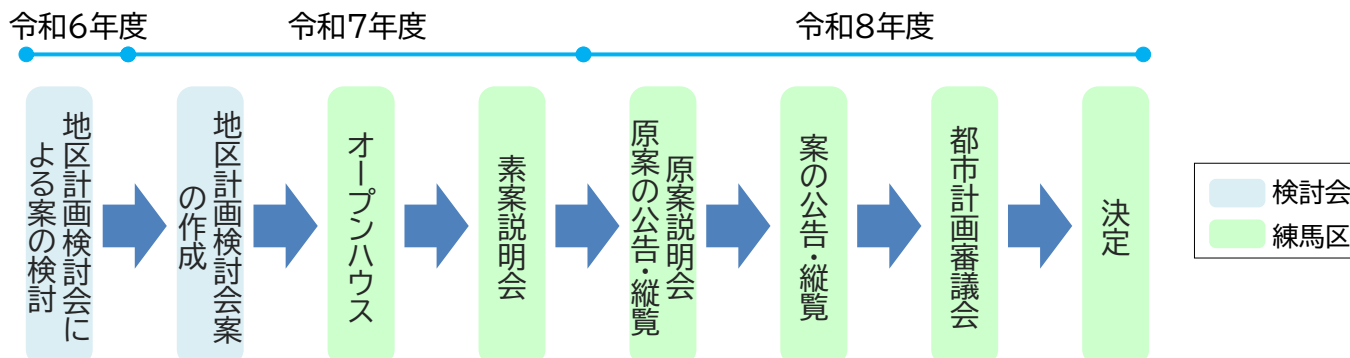 令和6年度
令和7年度
令和8年度
地区計画検討会に
よる案の検討
地区計画検討会案
の作成
オープンハウス
素案説明会
原案説明会
原案の公告・縦覧
案の公告・縦覧
都市計画審議会
決定
検討会
練馬区